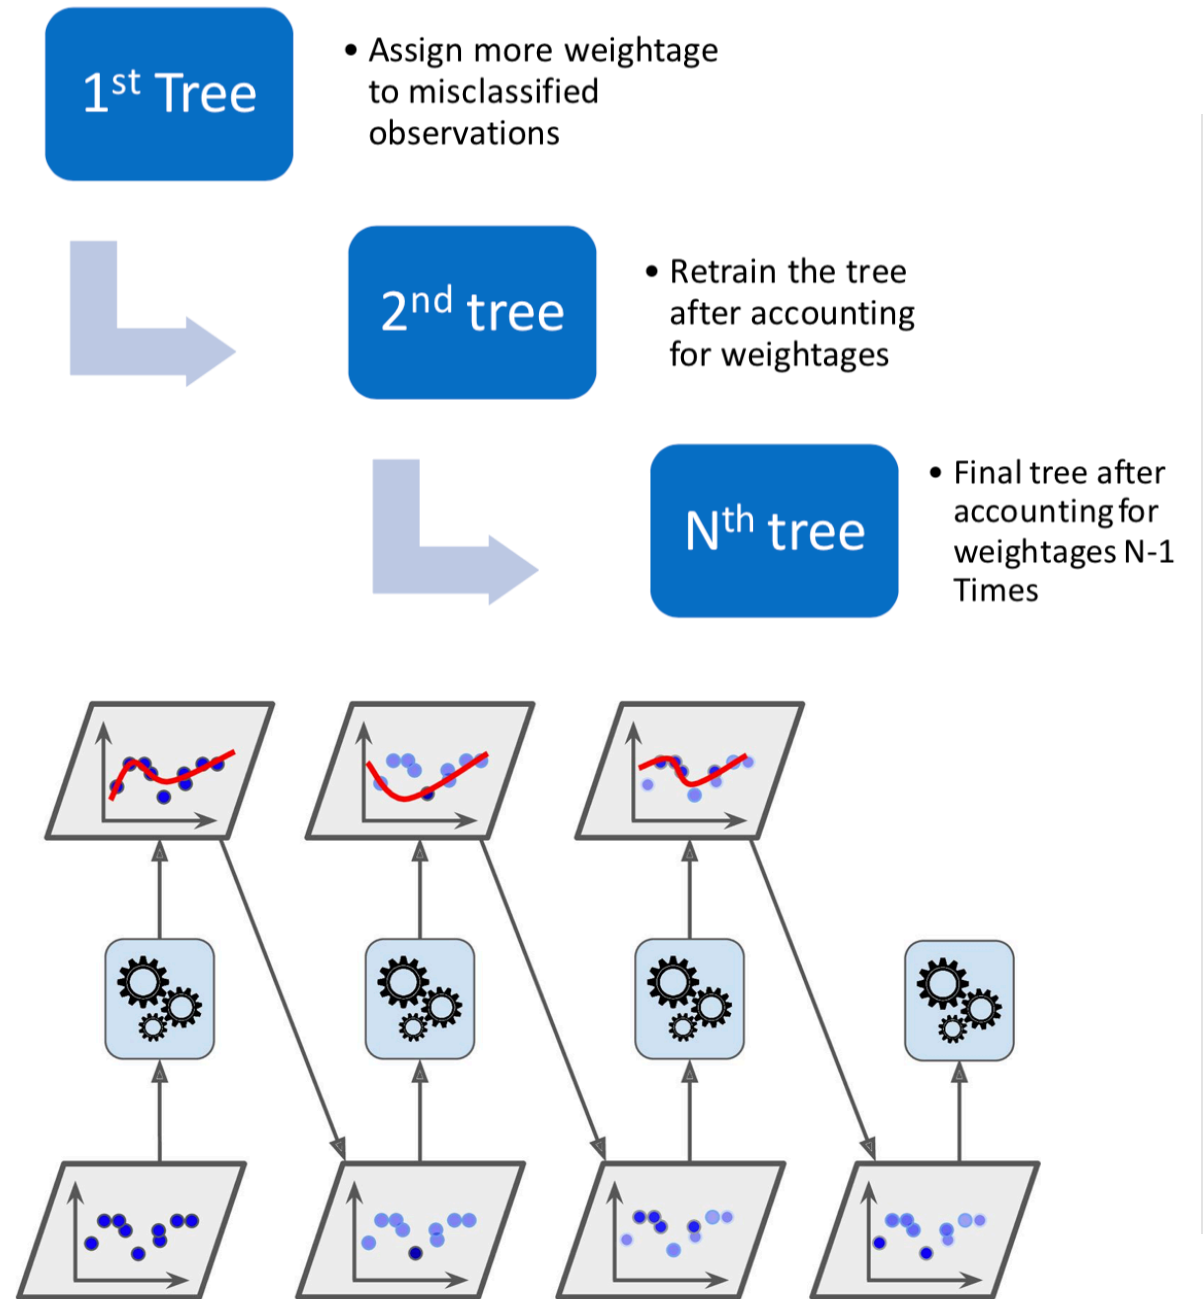 1st Tree
• Assign more weightage
to misclassified
observations
2nd tree
• Retrain the tree
after accounting
for weightages
Nth tree
• Final tree after
accounting for
weightages N-1
Times